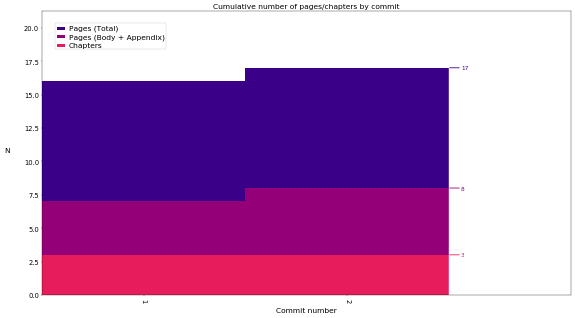 Cumulative number of pages/chapters by commit
Pages (Total)
Pages (Body + Appendix)
Chapters
20.0
17.5
15.0
12.5
10.0
7.5
5.0
2.5
0.0
N
17
8
3
1
2
Commit number